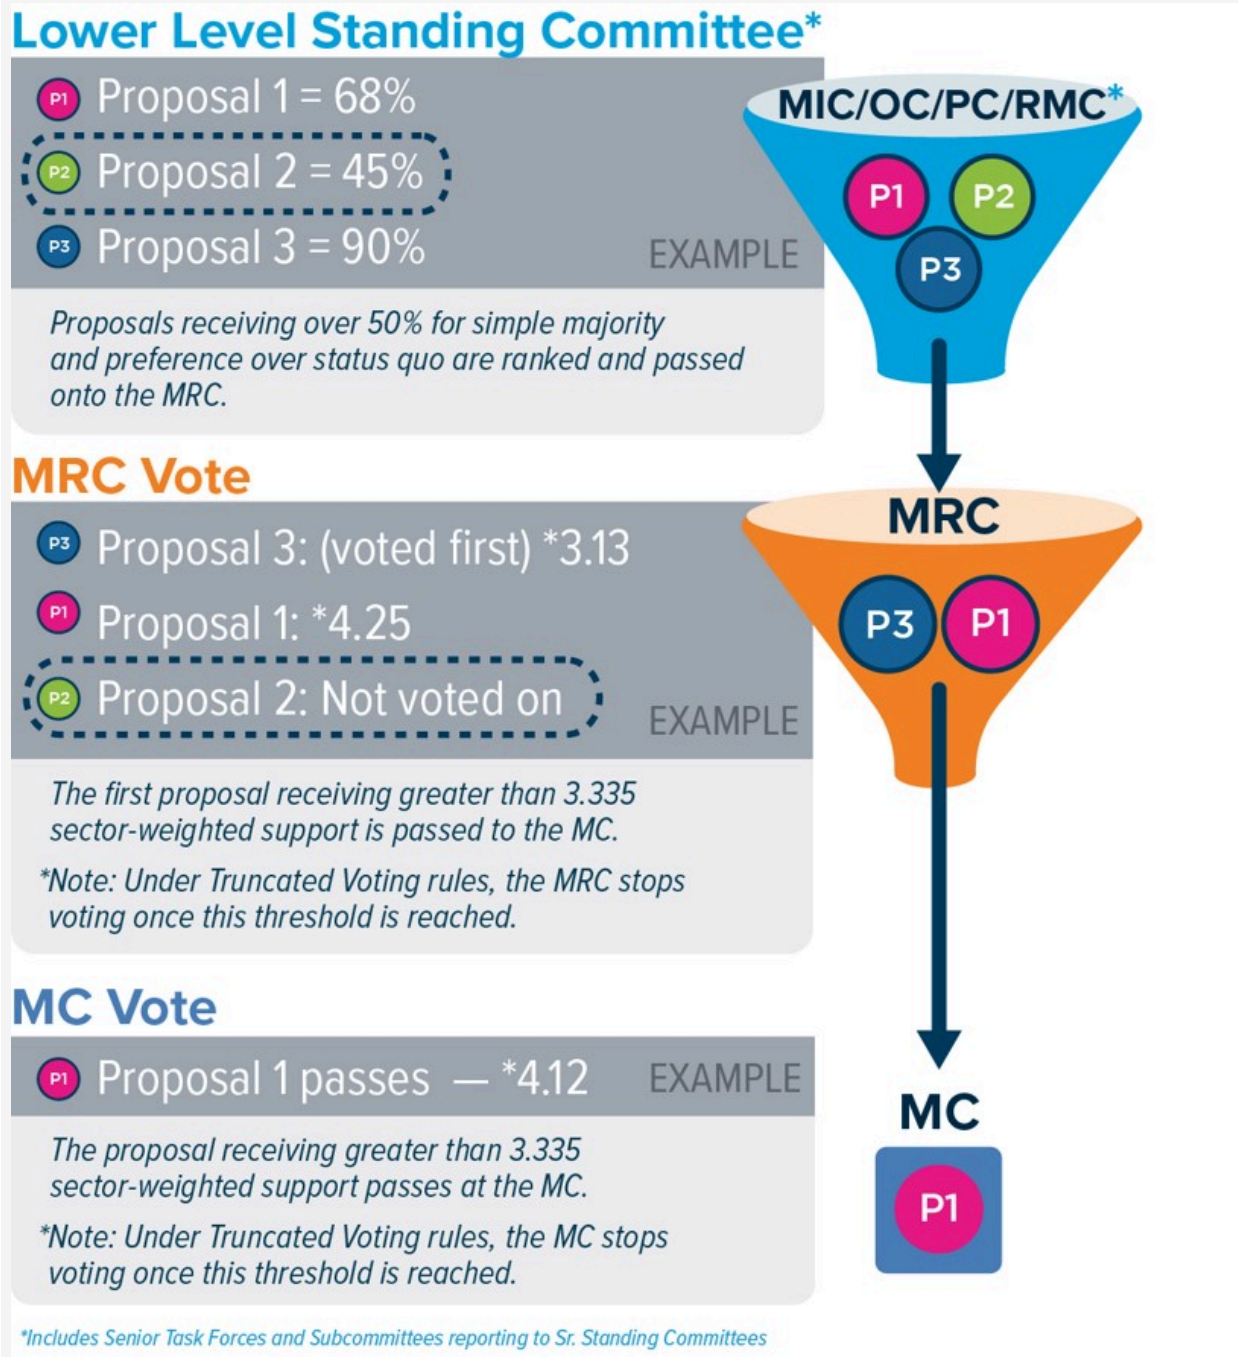 Lower Level Standing Committee*
P1 Proposal 1 = 68%
P2 Proposal 2 = 45%
P3 Proposal 3 = 90%
EXAMPLE
Proposals receiving over 50% for simple majority
and preference over status quo are ranked and passed
onto the MRC.
MIC/OC/PC/RMC*
P1 P2
P3
MRC Vote
P3 Proposal 3: (voted first) *3.13
P1 Proposal 1: *4.25
P2 Proposal 2: Not voted on
EXAMPLE
The first proposal receiving greater than 3.335
sector-weighted support is passed to the MC.
*Note: Under Truncated Voting rules, the MRC stops
voting once this threshold is reached.
MRC
P3 P1
MC Vote
P1 Proposal 1 passes — *4.12 EXAMPLE
The proposal receiving greater than 3.335
sector-weighted support passes at the MC.
*Note: Under Truncated Voting rules, the MC stops
voting once this threshold is reached.
MC
P1
*Includes Senior Task Forces and Subcommittees reporting to Sr. Standing Committees